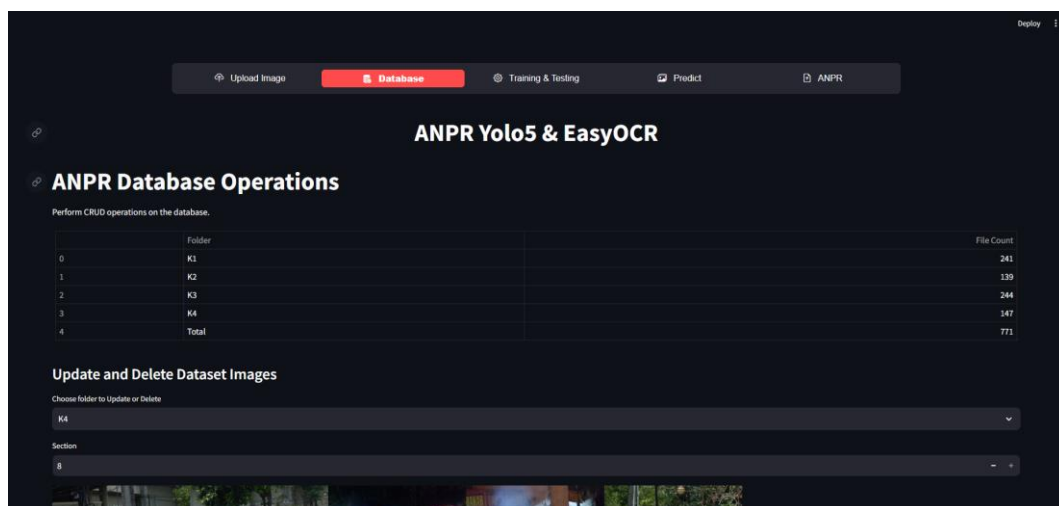 Deploy
Upload Image Database Training & Testing Predict ANPR
ANPR Yolo5 & EasyOCR
ANPR Database Operations
Perform CRUD operations on the database.
Folder File Count
0 K1 241
1 K2 139
2 K3 244
3 K4 147
4 Total 771
Update and Delete Dataset Images
Choose folder to Update or Delete
K4
Section
8